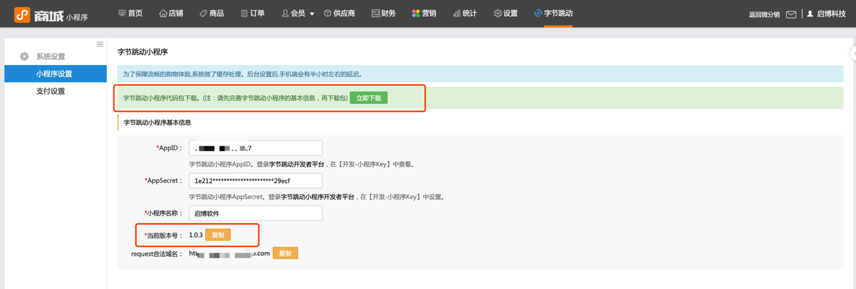 商城 小程序 首页 店铺 商品 订单 会员 供应商 财务 营销 统计 设置 字节跳动 返回微分销 启博科技
系统设置
小程序设置
支付设置
字节跳动小程序
为了保障流畅的购物体验,系统做了缓存处理。后台设置后,手机端会有半小时左右的延迟。
字节跳动小程序代码包下载。(注：请先完善字节跳动小程序的基本信息，再下载包) 立即下载
字节跳动小程序基本信息
*AppID：
字节跳动小程序AppID。登录字节跳动开发者平台，在【开发-小程序Key】中查看。
*AppSecret： 1e212**********************29ecf
字节跳动小程序AppSecret。登录字节跳动小程序开发者平台，在【开发-小程序Key】中设置。
*小程序名称： 启博软件
*当前版本号： 1.0.3 复制
request合法域名： .com 复制